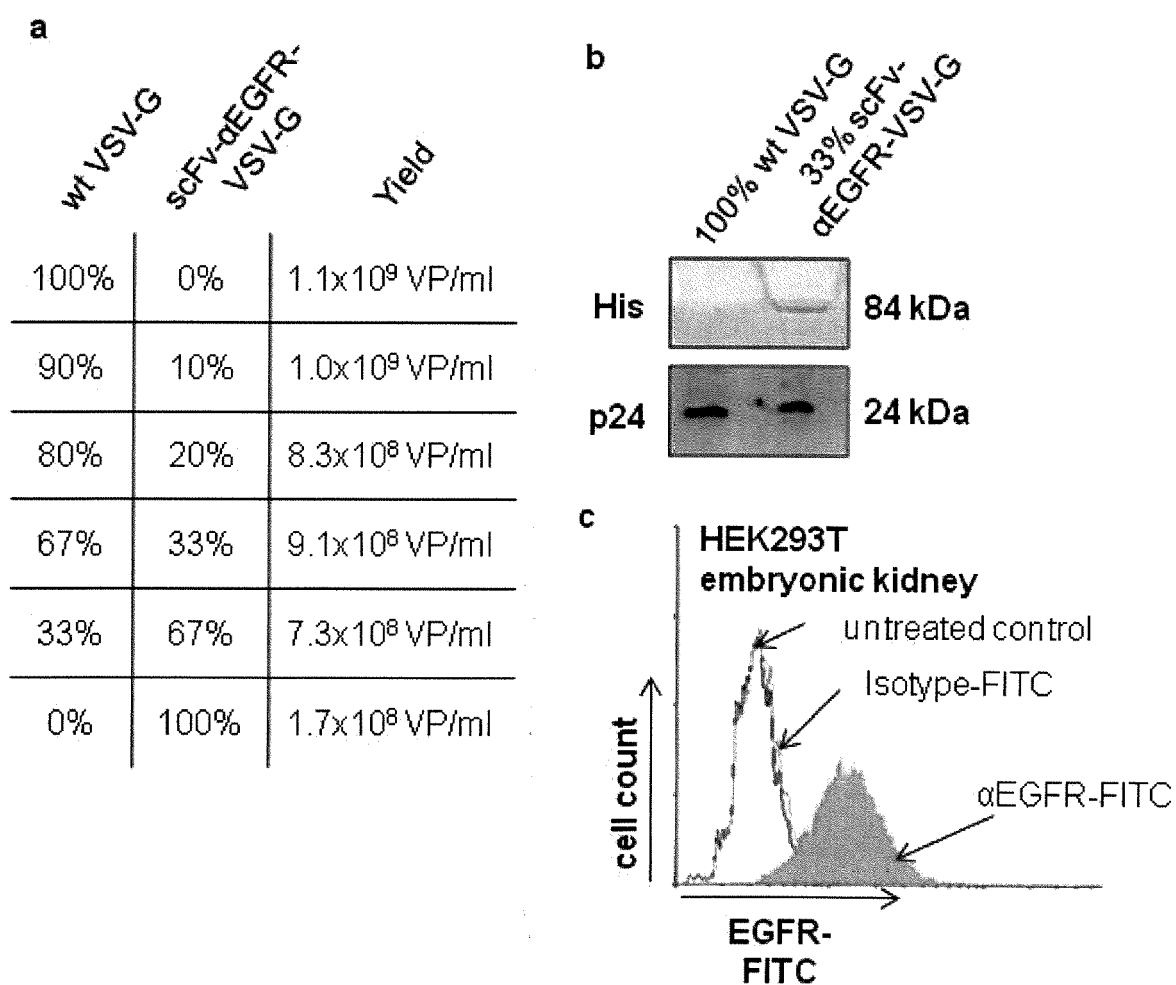 a
wt VSV-G
scFv-αEGFR-
VSV-G
Yield
100% 0% 1.1x10⁹ VP/ml
90% 10% 1.0x10⁹ VP/ml
80% 20% 8.3x10⁸ VP/ml
67% 33% 9.1x10⁸ VP/ml
33% 67% 7.3x10⁸ VP/ml
0% 100% 1.7x10⁸ VP/ml
b
100% wt VSV-G
33% scFv-
αEGFR-VSV-G
His 84 kDa
p24 24 kDa
c
HEK293T
embryonic kidney
untreated control
Isotype-FITC
αEGFR-FITC
cell count
EGFR-
FITC